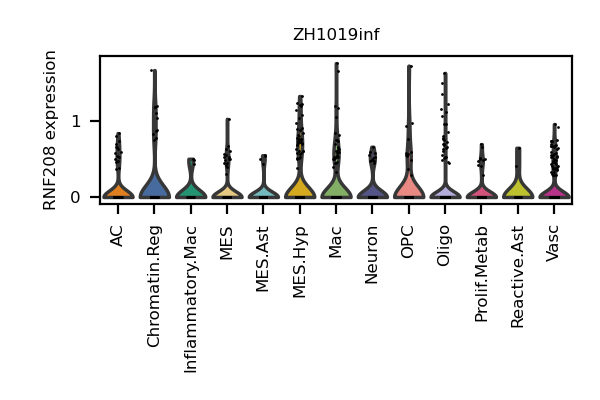 ZH1019inf
RNF208 expression
1
0
AC
Chromatin.Reg
Inflammatory.Mac
MES
MES.Ast
MES.Hyp
Mac
Neuron
OPC
Oligo
Prolif.Metab
Reactive.Ast
Vasc